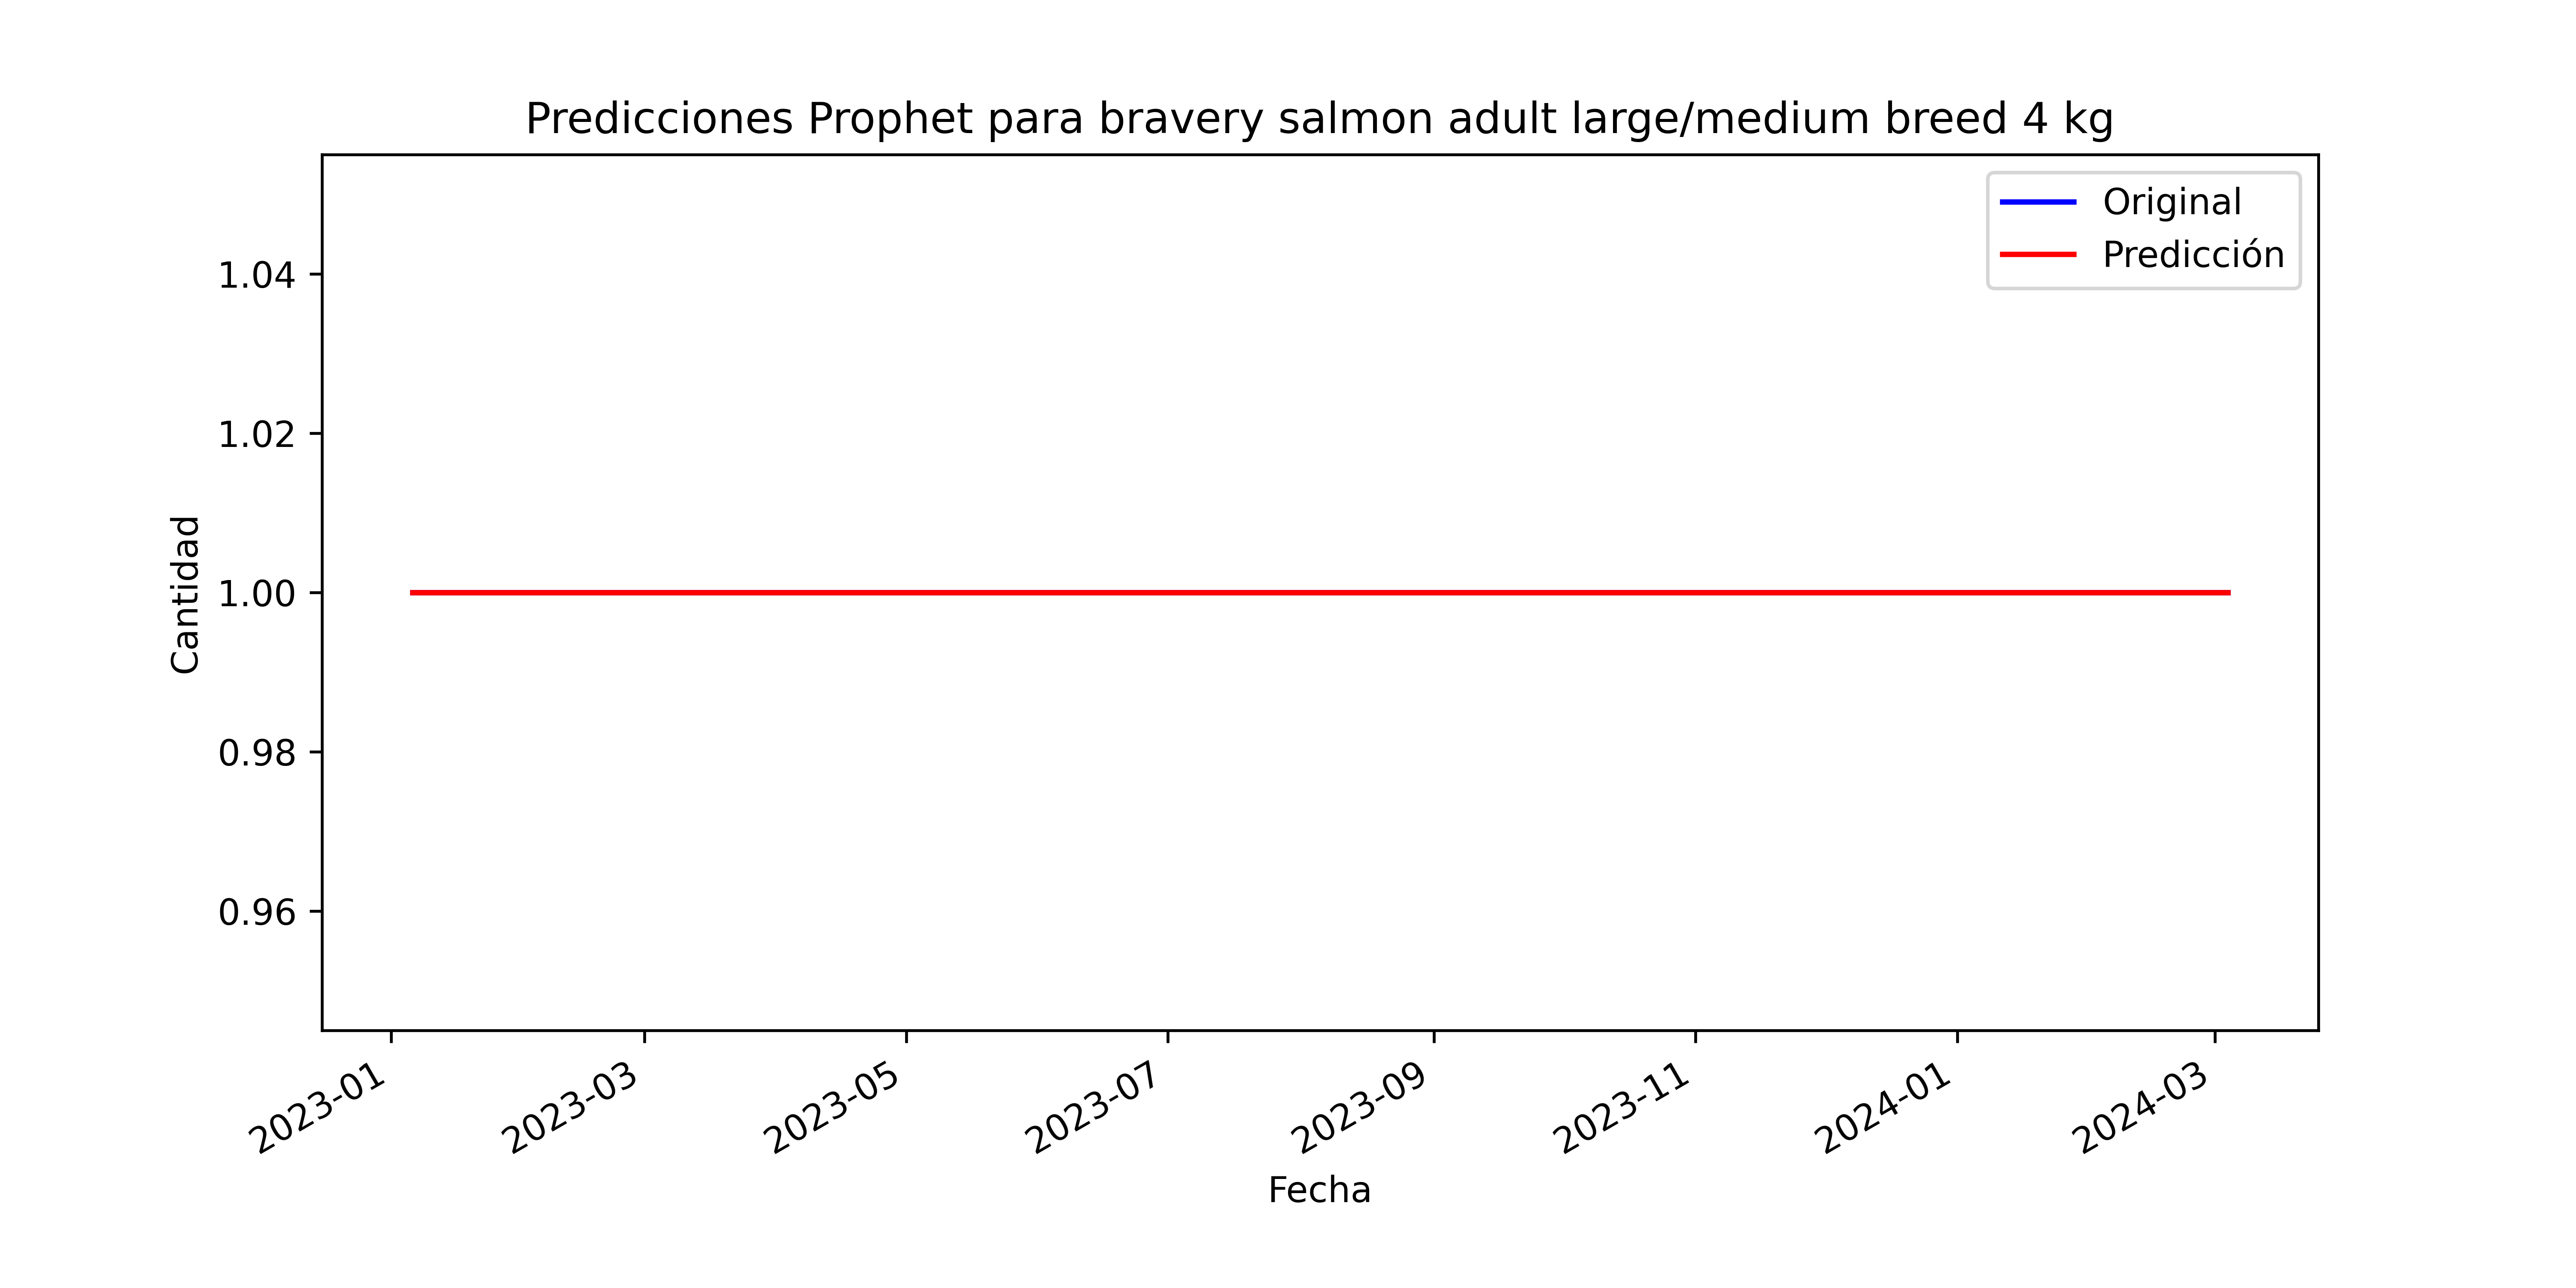 Predicciones Prophet para bravery salmon adult large/medium breed 4 kg
Original
Predicción
1.04
1.02
1.00
0.98
0.96
Cantidad
2023-01
2023-03
2023-05
2023-07
2023-09
2023-11
2024-01
2024-03
Fecha